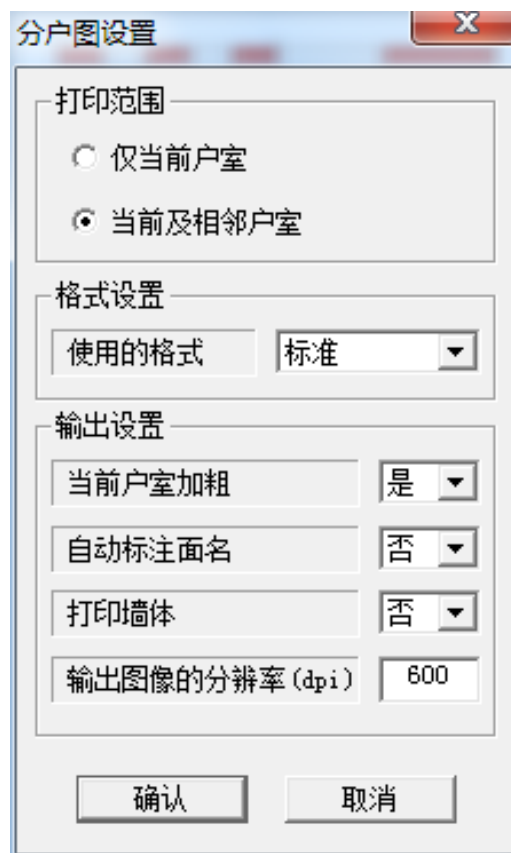 分户图设置
打印范围
仅当前户室
当前及相邻户室
格式设置
使用的格式 标准
输出设置
当前户室加粗 是
自动标注面名 否
打印墙体 否
输出图像的分辨率(dpi) 600
确认 取消